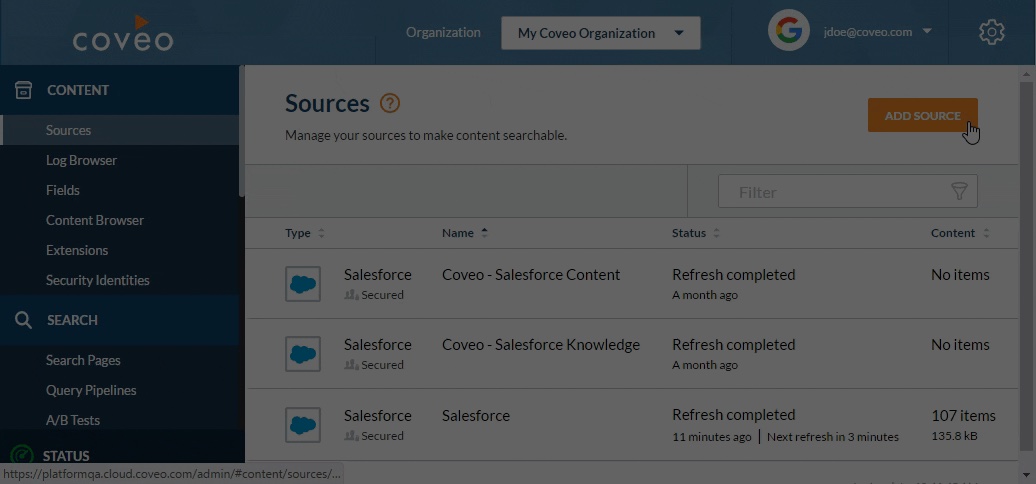 coveo
Organization
My Coveo Organization
jdoe@coveo.com
CONTENT
Sources
Log Browser
Fields
Content Browser
Extensions
Security Identities
SEARCH
Search Pages
Query Pipelines
A/B Tests
STATUS
https://platformqa.cloud.coveo.com/admin/#content/sources/...
Sources ?
Manage your sources to make content searchable.
ADD SOURCE
Filter
Type Name Status Content
Salesforce Coveo - Salesforce Content Refresh completed No items
Secured A month ago
Salesforce Coveo - Salesforce Knowledge Refresh completed No items
Secured A month ago
Salesforce Salesforce Refresh completed 107 items
Secured 11 minutes ago | Next refresh in 3 minutes 135.8 kB